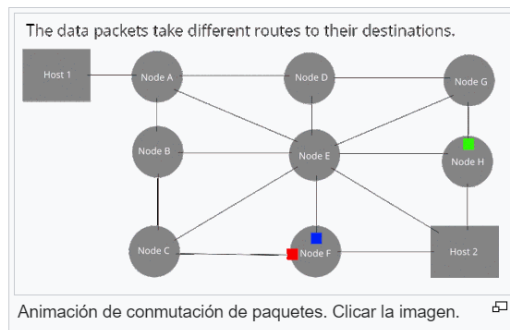 The data packets take different routes to their destinations.
Host 1
Node A
Node D
Node G
Node B
Node E
Node H
Node C
Node F
Host 2
Animación de conmutación de paquetes. Clicar la imagen.